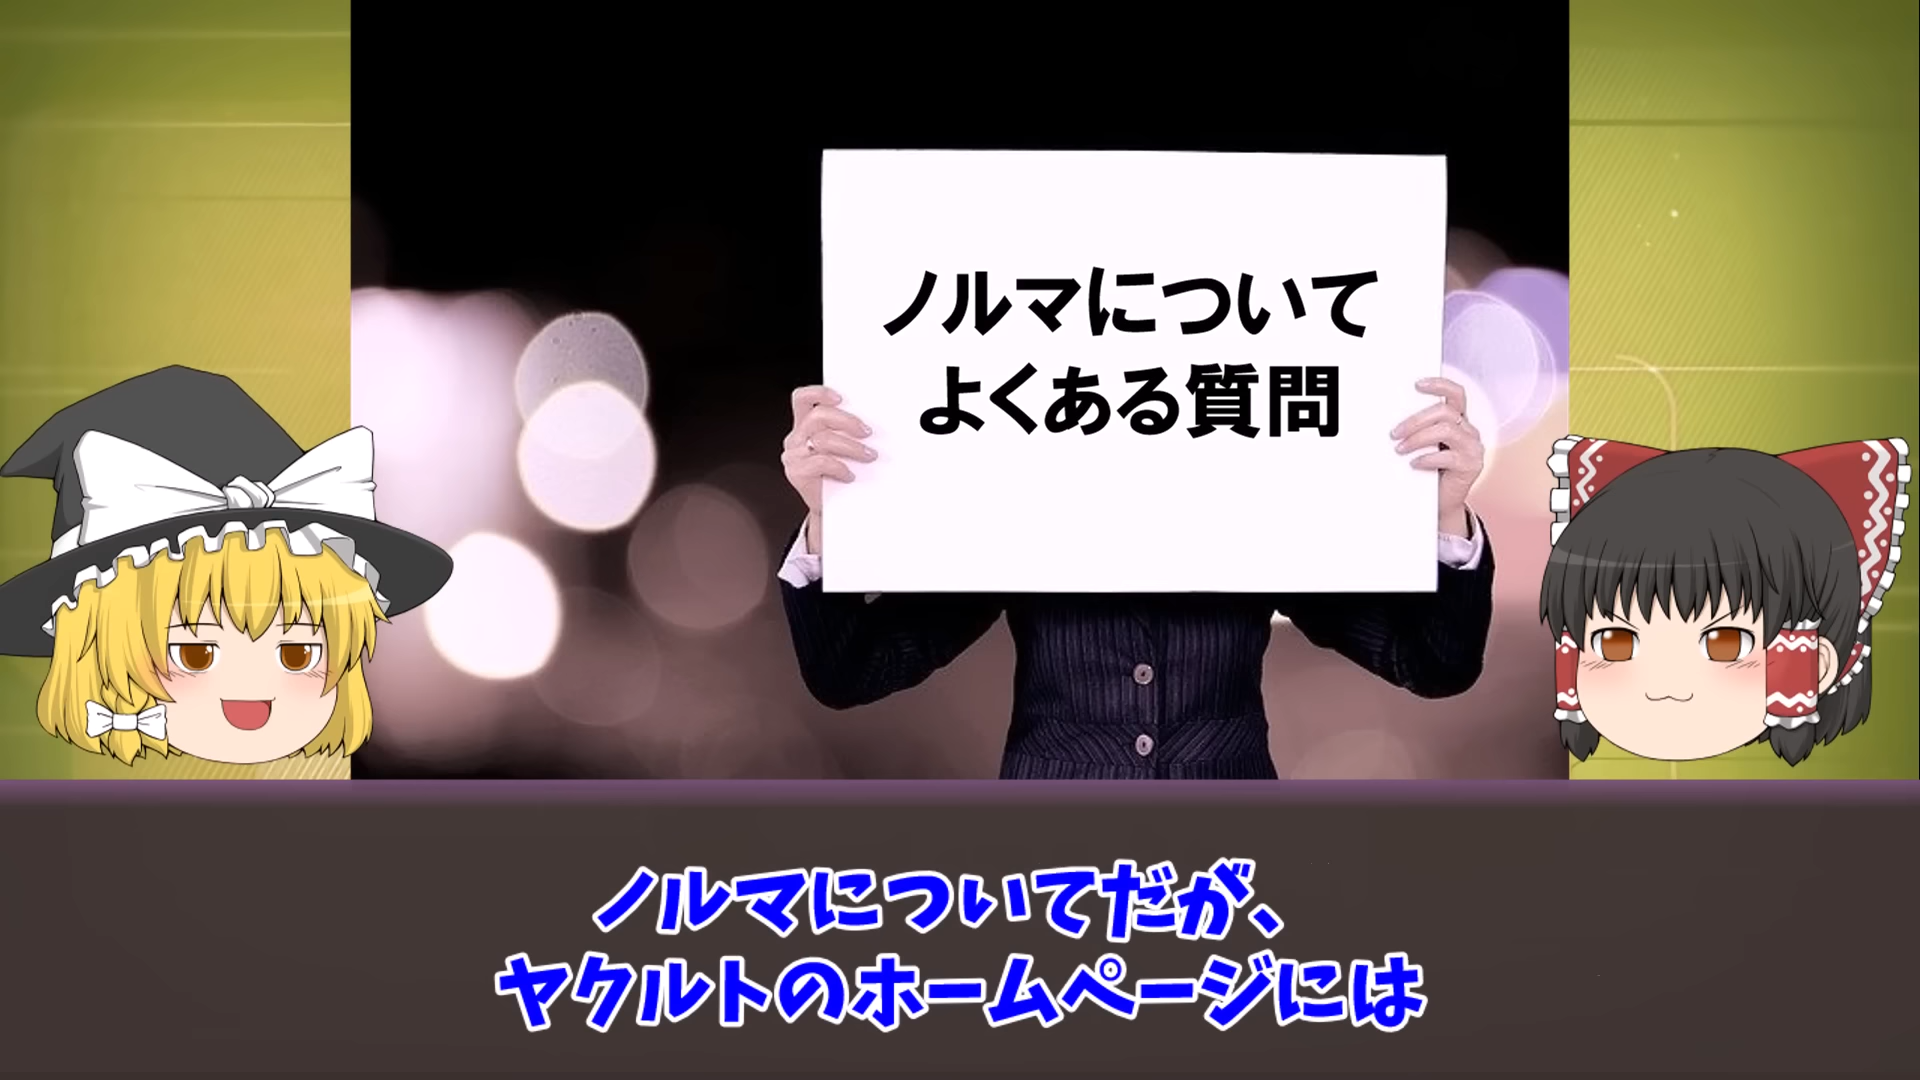 ノルマについて
よくある質問
ノルマについてだが、
ヤクルトのホームページには